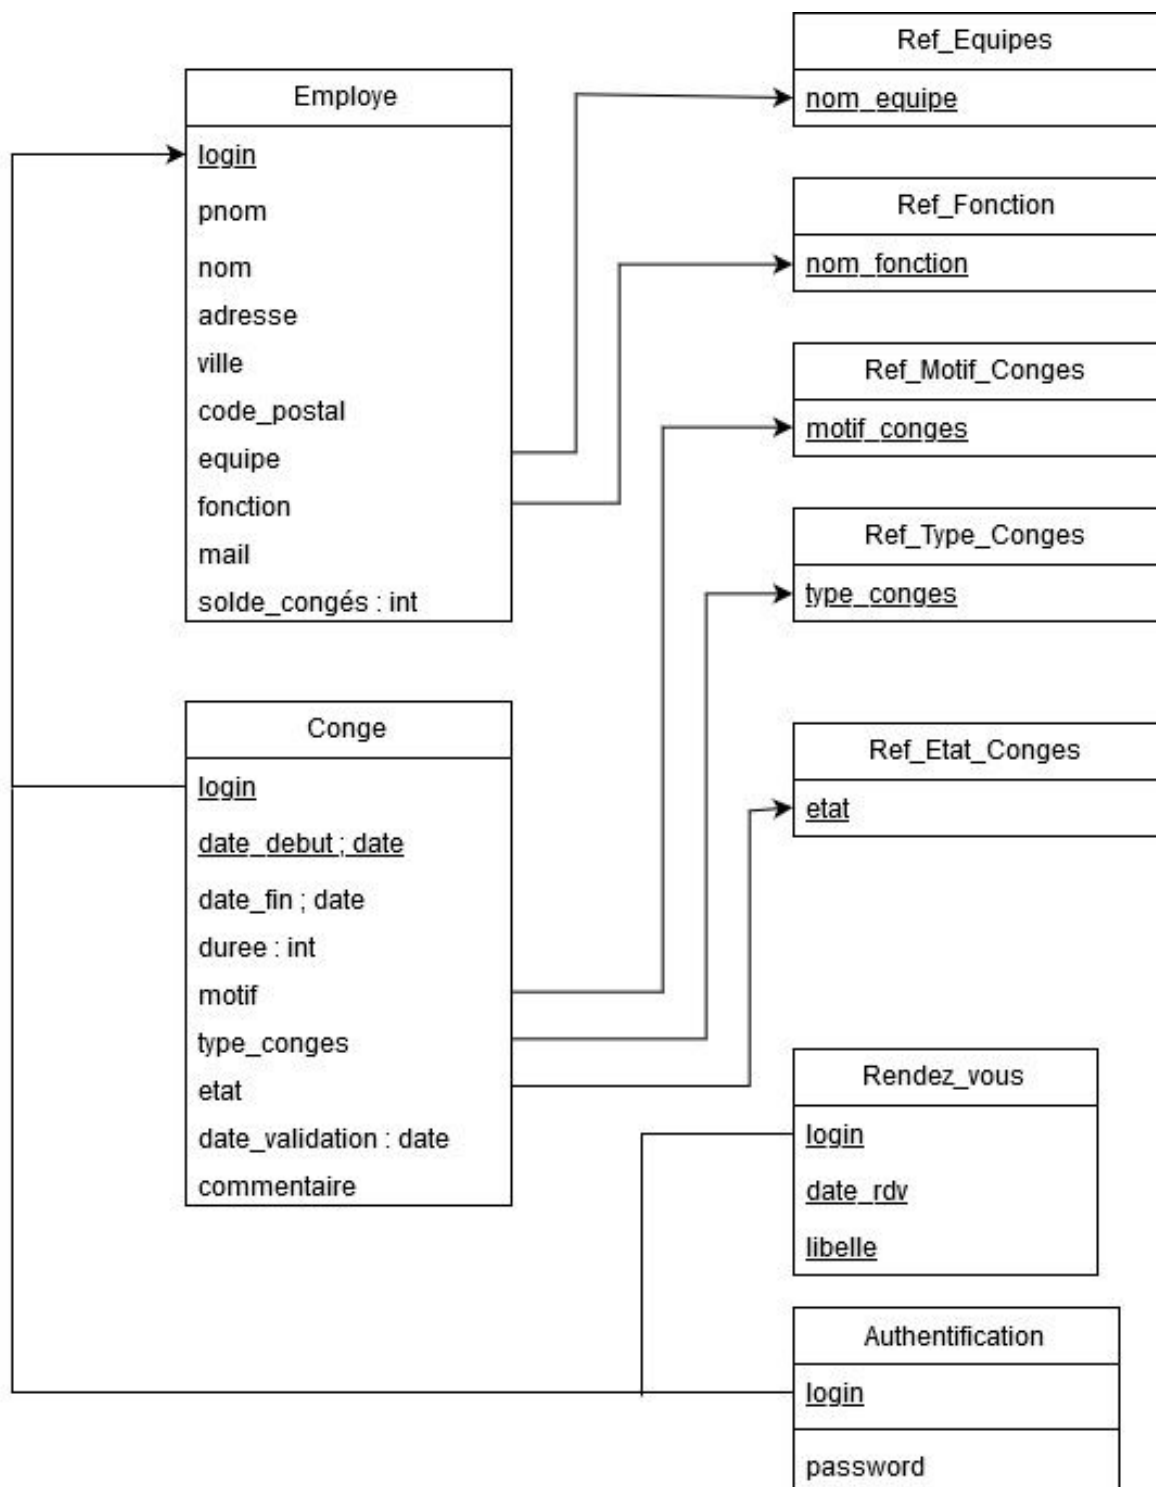 Employe
login
pnom
nom
adresse
ville
code_postal
equipe
fonction
mail
solde_congés : int
Conge
login
date_debut ; date
date_fin ; date
duree : int
motif
type_conges
etat
date_validation : date
commentaire
Ref_Equipes
nom_equipe
Ref_Fonction
nom_fonction
Ref_Motif_Conges
motif_conges
Ref_Type_Conges
type_conges
Ref_Etat_Conges
etat
Rendez_vous
login
date_rdv
libelle
Authentification
login
password